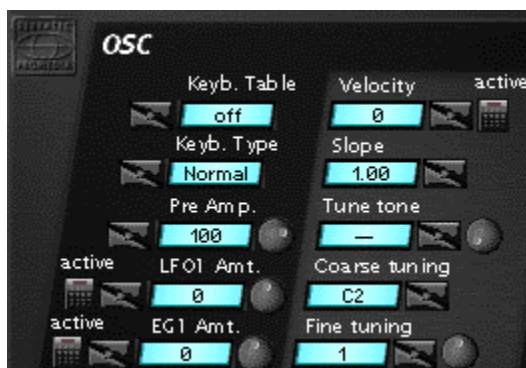 OSC
Keyb. Table
off
Keyb. Type
Normal
Pre Amp.
100
active
LFO1 Amt.
0
active
EG1 Amt.
0
Velocity
active
0
Slope
1.00
Tune tone
—
Coarse tuning
C2
Fine tuning
1